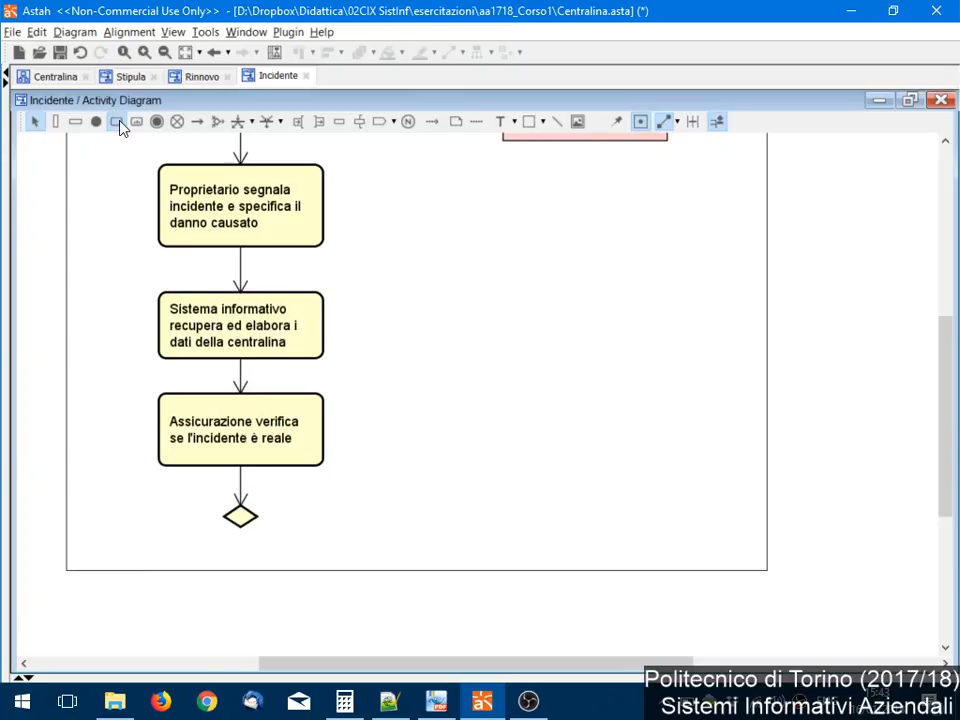 Astah <<Non-Commercial Use Only>> - [D:\Dropbox\Didattica\02CIX SistInf\esercitazioni\aa1718_Corso1\Centralina.asta] (*)
File Edit Diagram Alignment View Tools Window Plugin Help
Centralina Stipula Rinnovo Incidente
Incidente / Activity Diagram
Proprietario segnala
incidente e specifica il
danno causato
Sistema informativo
recupera ed elabora i
dati della centralina
Assicurazione verifica
se l'incidente è reale
Politecnico di Torino (2017/18)
5:43
Sistemi Informativi Aziendali